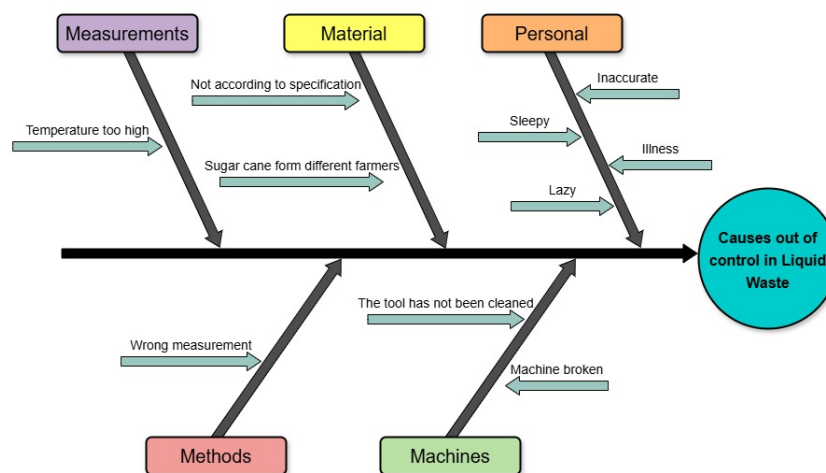 Measurements
Material
Personal
Not according to specification
Inaccurate
Temperature too high
Sleepy
Illness
Sugar cane form different farmers
Lazy
Causes out of
control in Liquid
Waste
The tool has not been cleaned
Wrong measurement
Machine broken
Methods
Machines